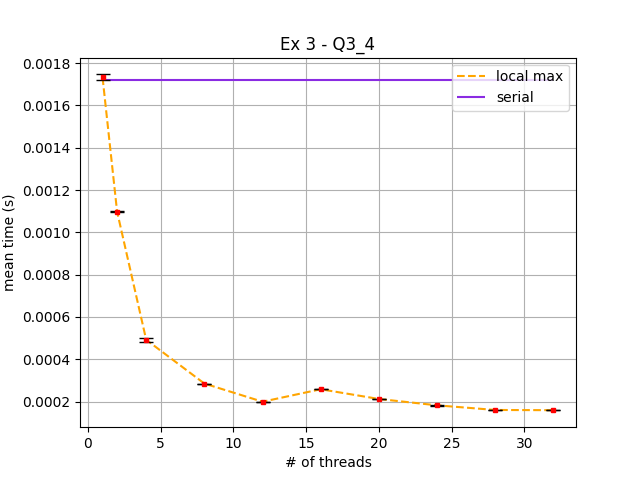 Ex 3 - Q3_4
local max
serial
mean time (s)
0.0018
0.0016
0.0014
0.0012
0.0010
0.0008
0.0006
0.0004
0.0002
0 5 10 15 20 25 30
# of threads